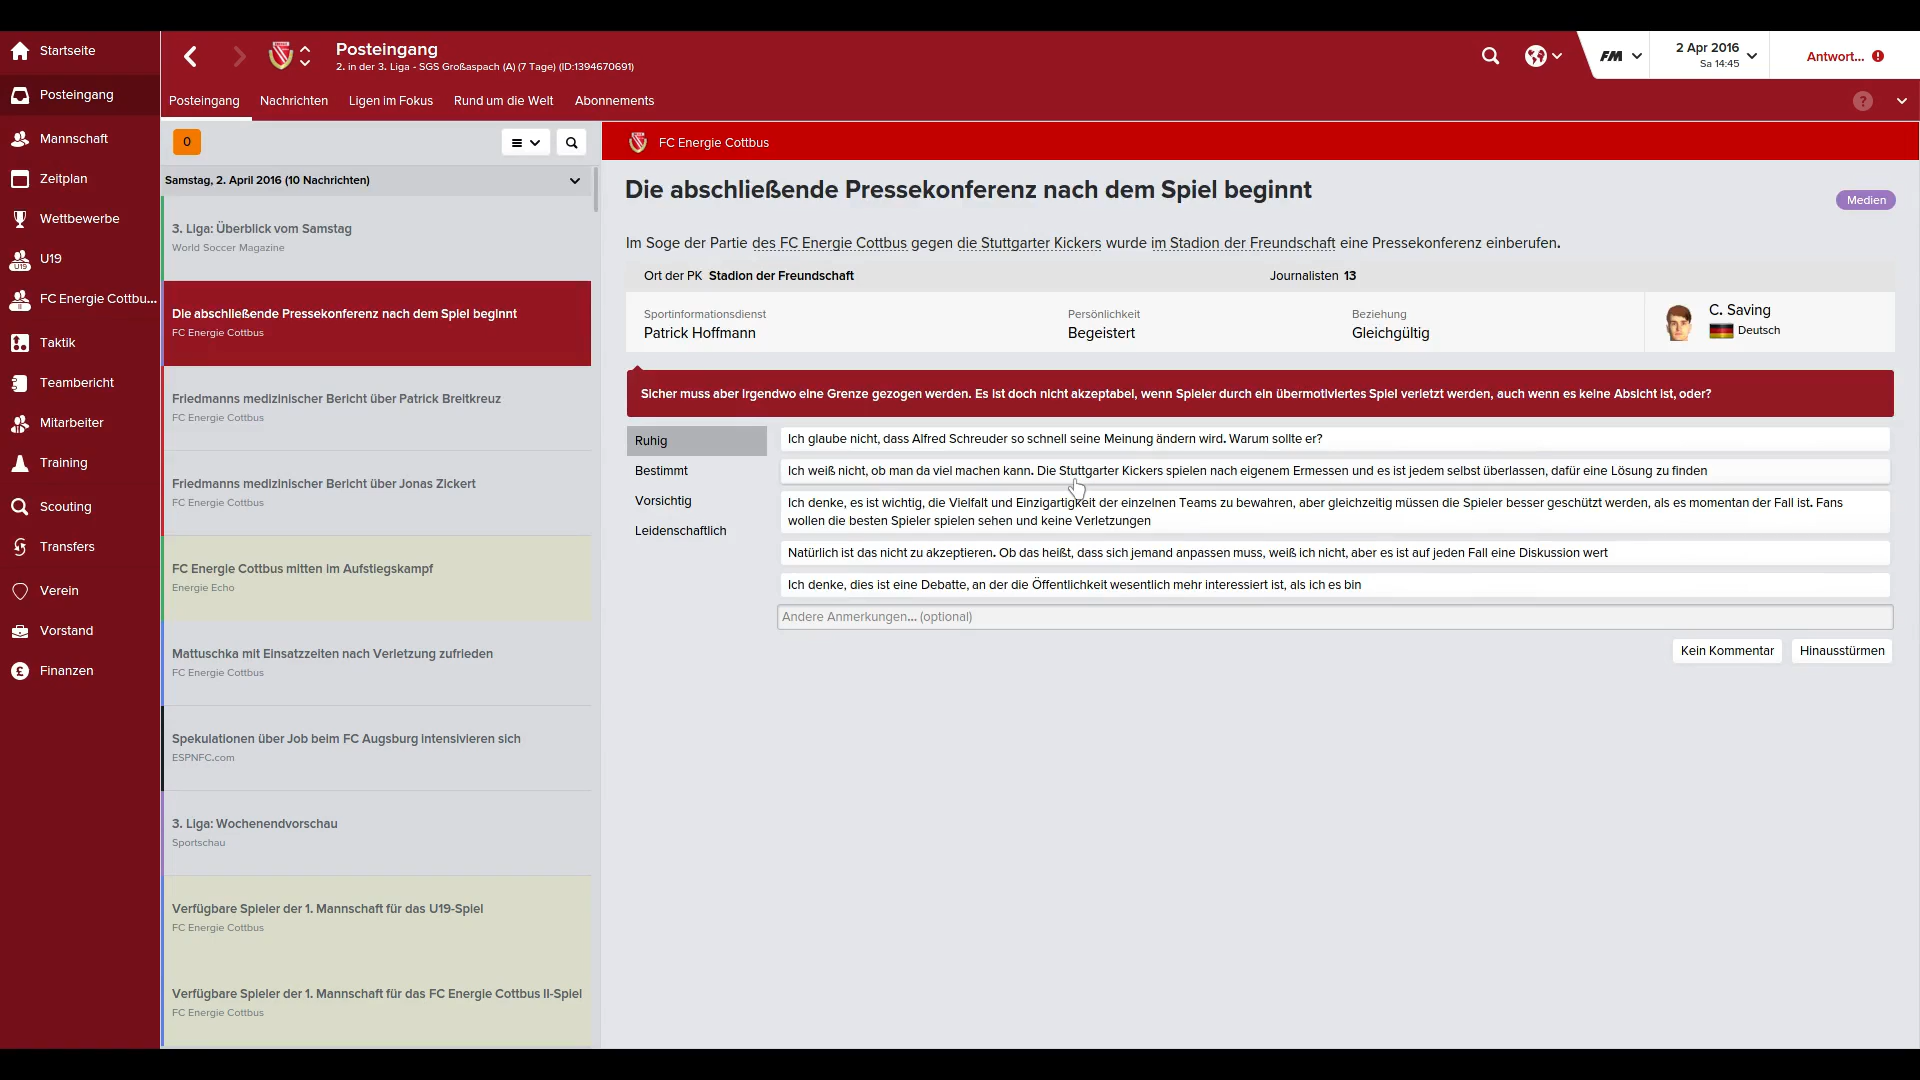 Startseite
Posteingang
Mannschaft
Zeitplan
Wettbewerbe
U19
U19
FC Energie Cottbu...
II
Taktik
Teambericht
Mitarbeiter
Training
Scouting
Transfers
Verein
Vorstand
Finanzen
Posteingang
2. in der 3. Liga - SGS Großaspach (A) (7 Tage) (ID:1394670691)
FM
2 Apr 2016
Sa 14:45
Antwort...
Posteingang
Nachrichten
Ligen im Fokus
Rund um die Welt
Abonnements
?
0
Samstag, 2. April 2016 (10 Nachrichten)
3. Liga: Überblick vom Samstag
World Soccer Magazine
Die abschließende Pressekonferenz nach dem Spiel beginnt
FC Energie Cottbus
Friedmanns medizinischer Bericht über Patrick Breitkreuz
FC Energie Cottbus
Friedmanns medizinischer Bericht über Jonas Zickert
FC Energie Cottbus
FC Energie Cottbus mitten im Aufstiegskampf
Energie Echo
Mattuschka mit Einsatzzeiten nach Verletzung zufrieden
FC Energie Cottbus
Spekulationen über Job beim FC Augsburg intensivieren sich
ESPNFC.com
3. Liga: Wochenendvorschau
Sportschau
Verfügbare Spieler der 1. Mannschaft für das U19-Spiel
FC Energie Cottbus
Verfügbare Spieler der 1. Mannschaft für das FC Energie Cottbus II-Spiel
FC Energie Cottbus
FC Energie Cottbus
Die abschließende Pressekonferenz nach dem Spiel beginnt
Medien
Im Soge der Partie des FC Energie Cottbus gegen die Stuttgarter Kickers wurde im Stadion der Freundschaft eine Pressekonferenz einberufen.
Ort der PK Stadion der Freundschaft
Journalisten 13
Sportinformationsdienst
Patrick Hoffmann
Persönlichkeit
Begeistert
Beziehung
Gleichgültig
C. Saving
Deutsch
Sicher muss aber irgendwo eine Grenze gezogen werden. Es ist doch nicht akzeptabel, wenn Spieler durch ein übermotiviertes Spiel verletzt werden, auch wenn es keine Absicht ist, oder?
Ruhig
Bestimmt
Vorsichtig
Leidenschaftlich
Ich glaube nicht, dass Alfred Schreuder so schnell seine Meinung ändern wird. Warum sollte er?
Ich weiß nicht, ob man da viel machen kann. Die Stuttgarter Kickers spielen nach eigenem Ermessen und es ist jedem selbst überlassen, dafür eine Lösung zu finden
Ich denke, es ist wichtig, die Vielfalt und Einzigartigkeit der einzelnen Teams zu bewahren, aber gleichzeitig müssen die Spieler besser geschützt werden, als es momentan der Fall ist. Fans
wollen die besten Spieler spielen sehen und keine Verletzungen
Natürlich ist das nicht zu akzeptieren. Ob das heißt, dass sich jemand anpassen muss, weiß ich nicht, aber es ist auf jeden Fall eine Diskussion wert
Ich denke, dies ist eine Debatte, an der die Öffentlichkeit wesentlich mehr interessiert ist, als ich es bin
Andere Anmerkungen... (optional)
Kein Kommentar
Hinausstürmen